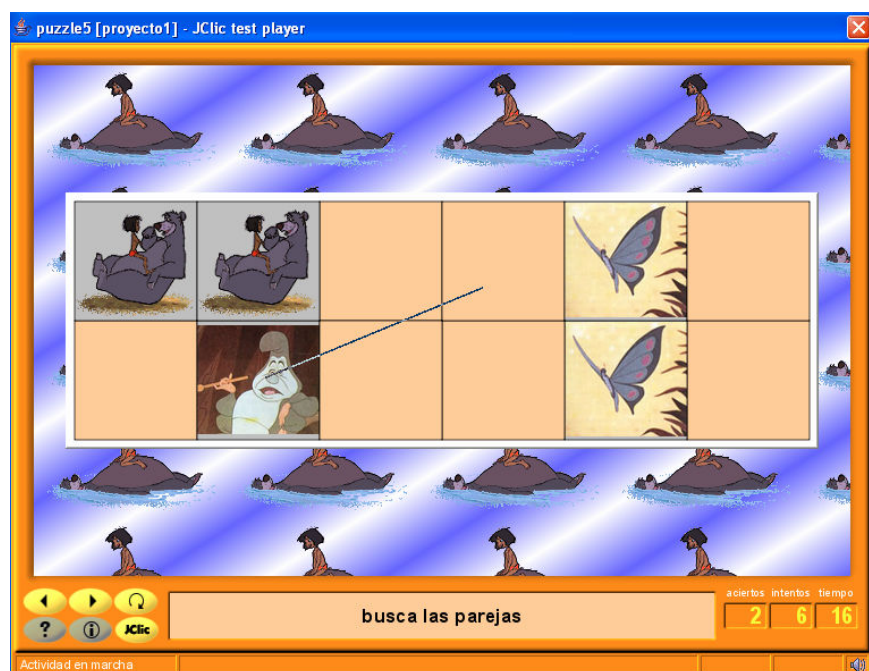 puzzle5 [proyecto1] - JClic test player
aciertos intentos tiempo
2 6 16
? i JClic
busca las parejas
Actividad en marcha